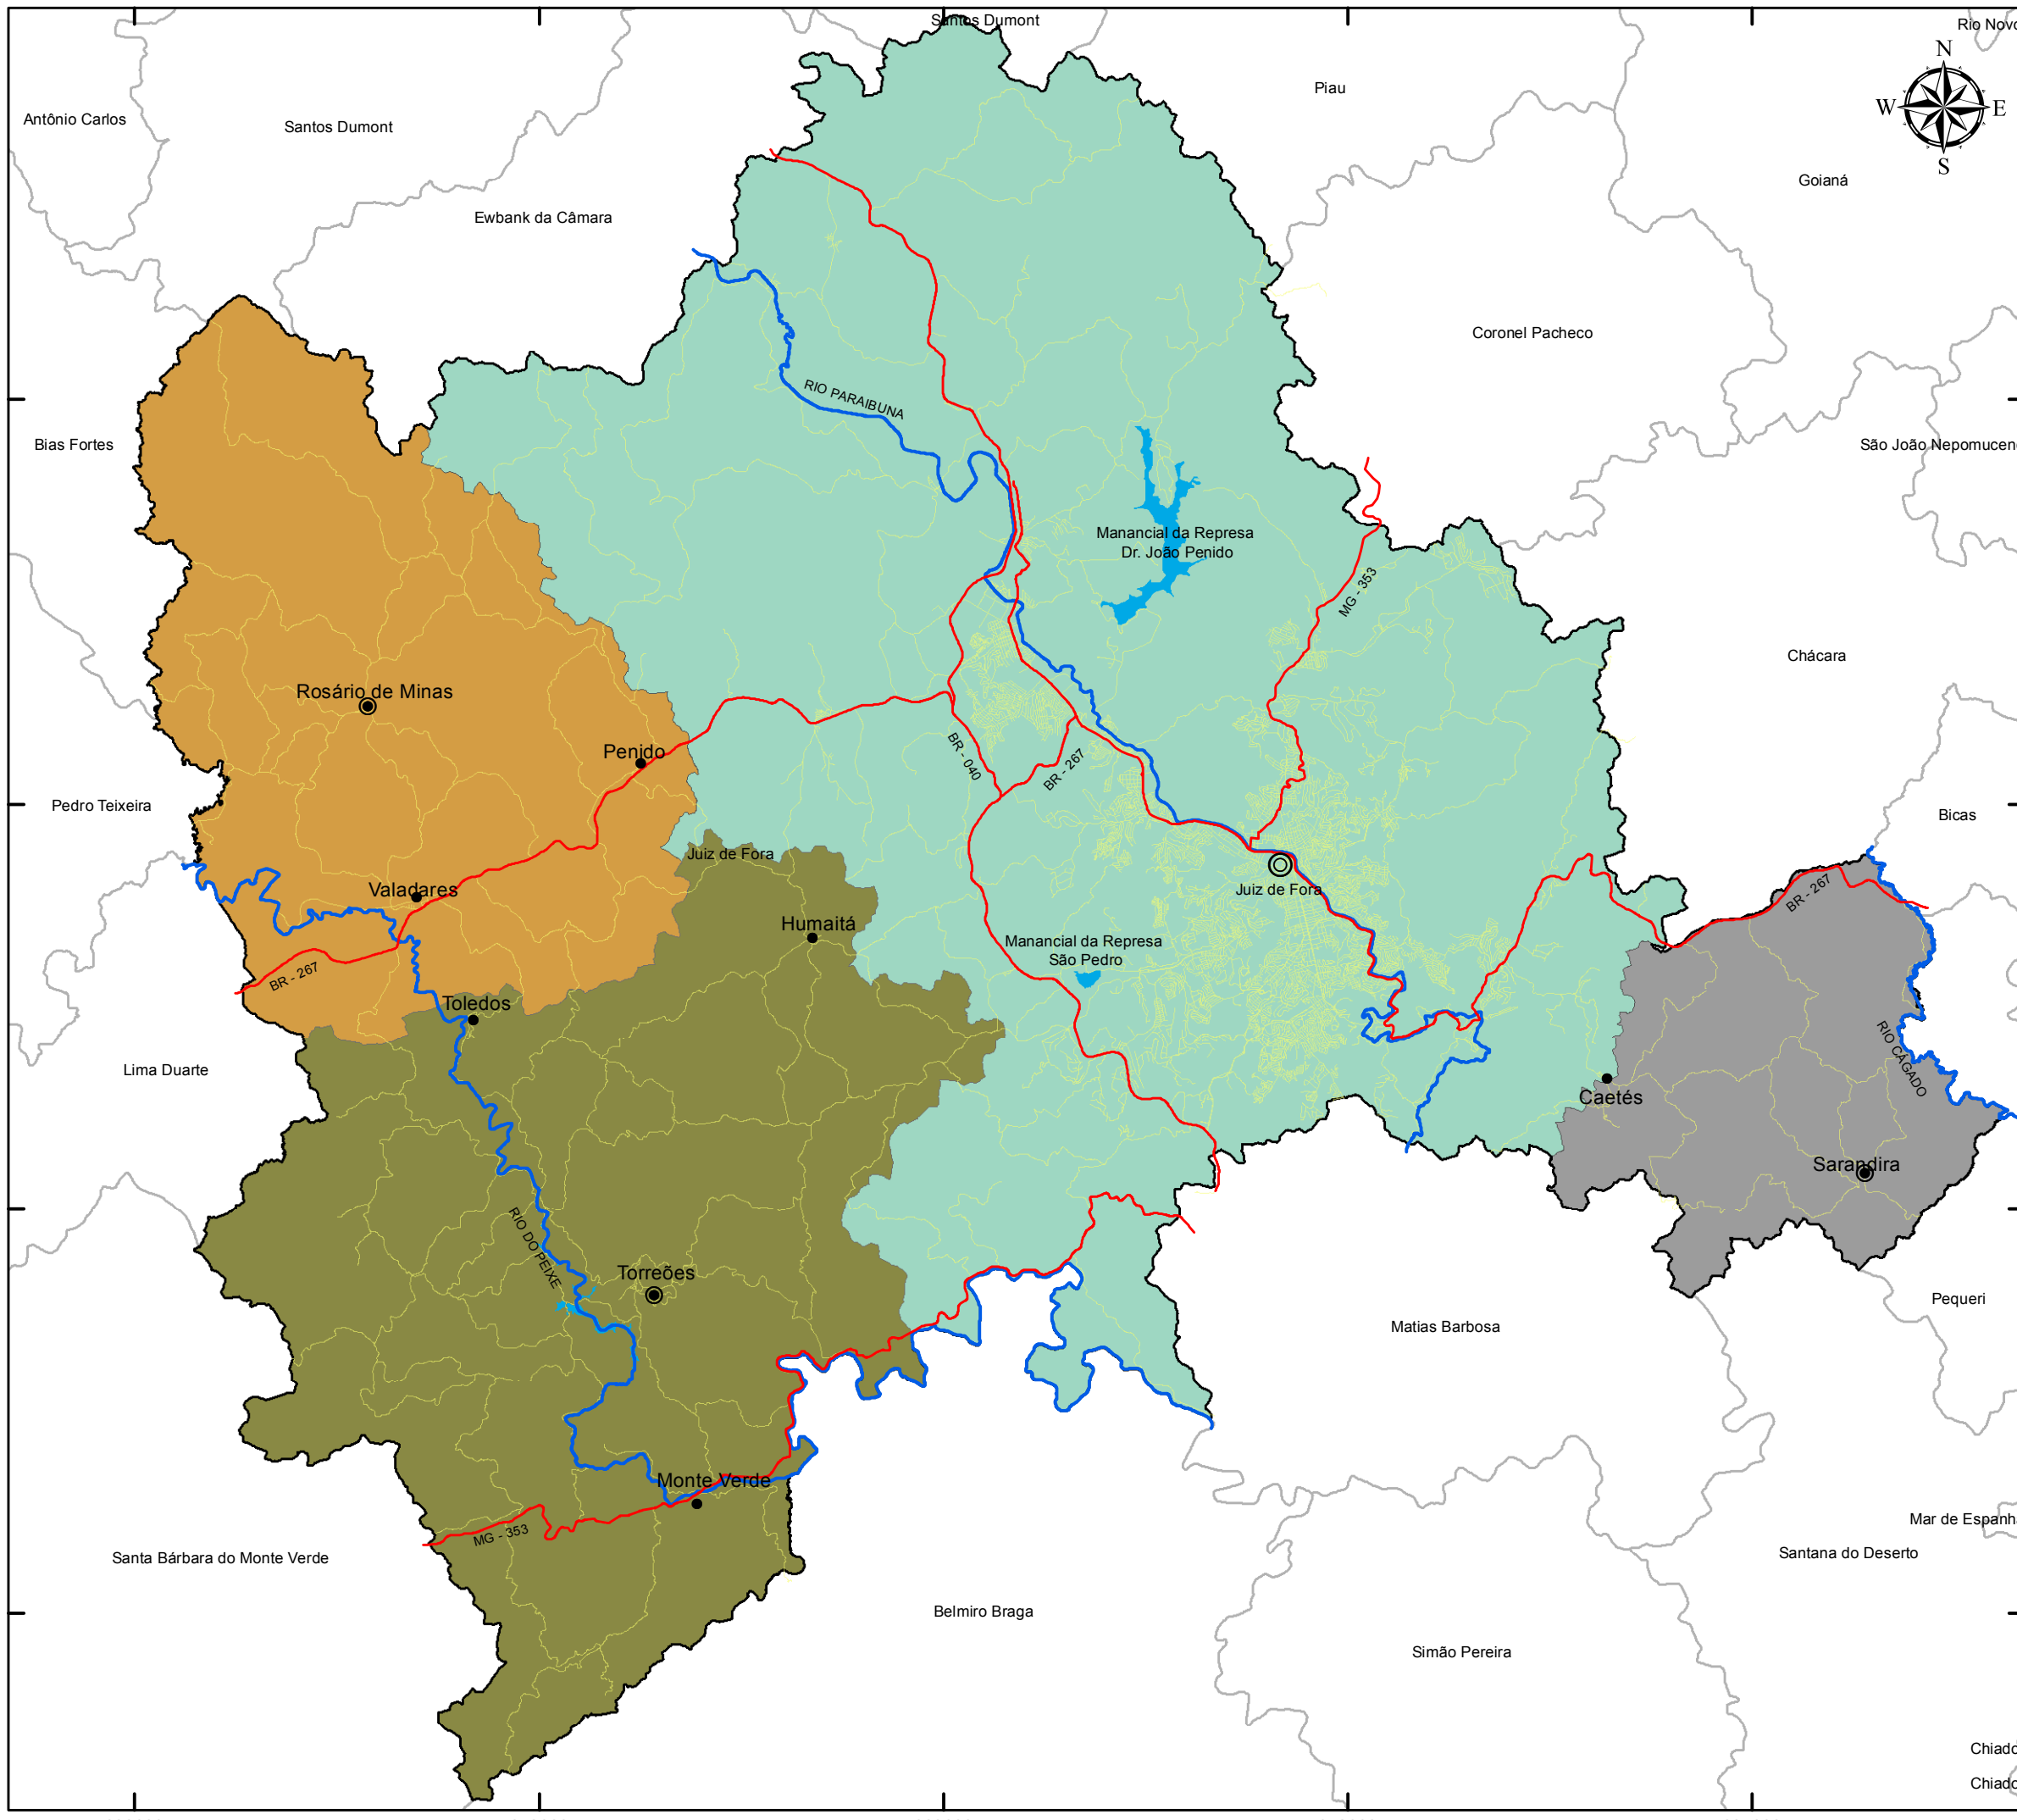 Santos Dumont
Rio Novo
N
W
E
S
Piau
Antônio Carlos
Santos Dumont
Goianá
Ewbank da Câmara
Coronel Pacheco
RIO PARAIBUNA
Bias Fortes
São João Nepomuceno
Manancial da Represa
Dr. João Penido
MG - 353
Chácara
Rosário de Minas
Penido
BR - 040
BR - 267
Pedro Teixeira
Bicas
Juiz de Fora
Valadares
Juiz de Fora
BR - 267
Humaitá
Manancial da Represa
São Pedro
BR - 267
Toledos
RIO CÁGADO
Lima Duarte
Caetés
Sarandira
RIO DO PEIXE
Torreões
Pequeri
Matias Barbosa
Monte Verde
MG - 353
Mar de Espanh
Santa Bárbara do Monte Verde
Santana do Deserto
Belmiro Braga
Simão Pereira
Chiado
Chiado